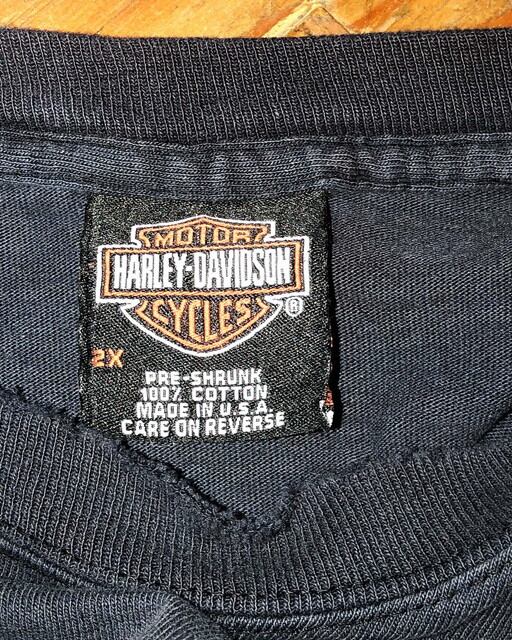 MOTOR
HARLEY-DAVIDSON
CYCLES
®
2X
PRE-SHRUNK
100% COTTON
MADE IN U.S.A.
CARE ON REVERSE